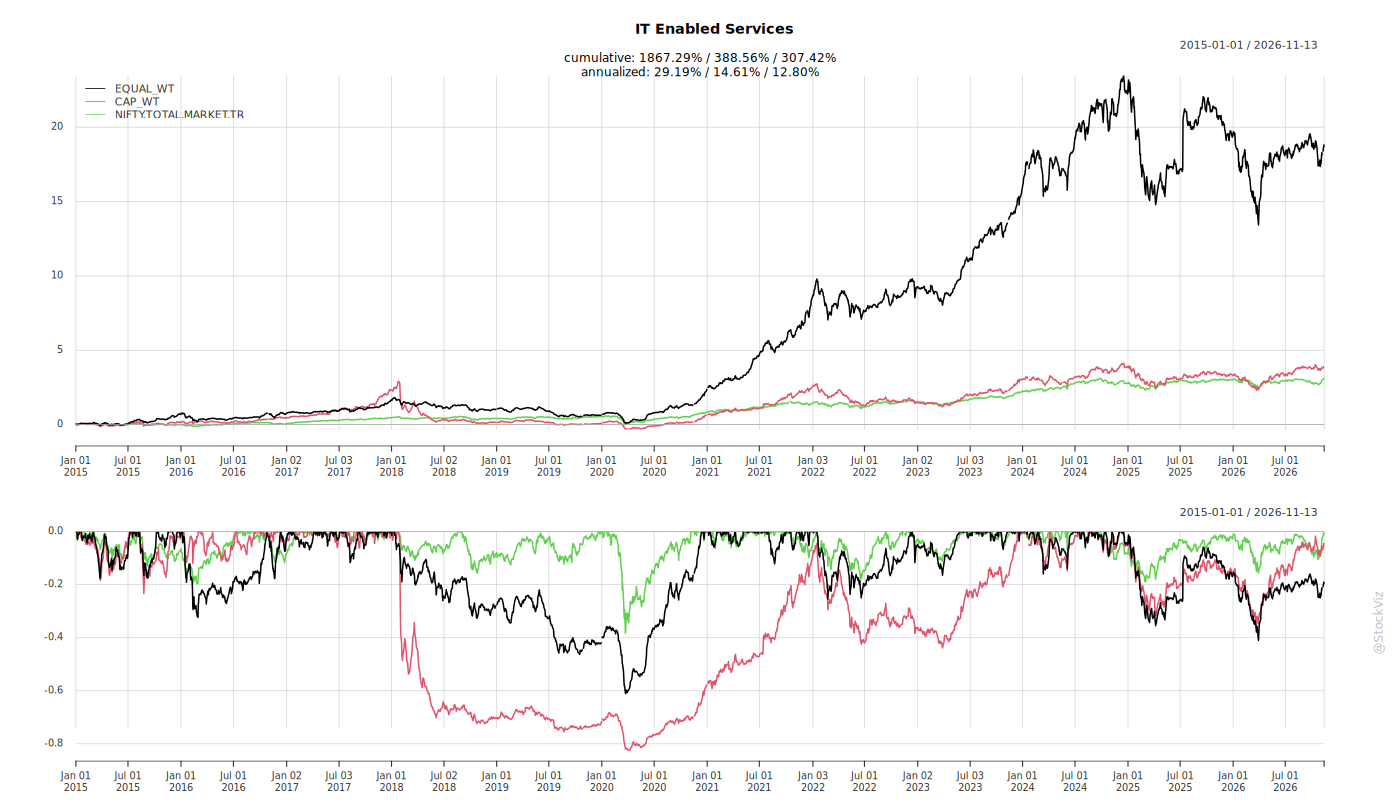 IT Enabled Services
2015-01-01 / 2026-11-13
cumulative: 1867.29% / 388.56% / 307.42%
annualized: 29.19% / 14.61% / 12.80%
EQUAL_WT
CAP_WT
NIFTY.TOTAL.MARKET.TR
20
15
10
5
0
Jan 01 Jul 01 Jan 01 Jul 01 Jan 02 Jul 03 Jan 01 Jul 02 Jan 01 Jul 01 Jan 01 Jul 01 Jan 01 Jul 01 Jan 03 Jul 01 Jan 02 Jul 03 Jan 01 Jul 01 Jan 01 Jul 01 Jan 01 Jul 01
2015 2015 2016 2016 2017 2017 2018 2018 2019 2019 2020 2020 2021 2021 2022 2022 2023 2023 2024 2024 2025 2025 2026 2026
2015-01-01 / 2026-11-13
0.0
-0.2
-0.4
-0.6
-0.8
Jan 01 Jul 01 Jan 01 Jul 01 Jan 02 Jul 03 Jan 01 Jul 02 Jan 01 Jul 01 Jan 01 Jul 01 Jan 01 Jul 01 Jan 03 Jul 01 Jan 02 Jul 03 Jan 01 Jul 01 Jan 01 Jul 01 Jan 01 Jul 01
2015 2015 2016 2016 2017 2017 2018 2018 2019 2019 2020 2020 2021 2021 2022 2022 2023 2023 2024 2024 2025 2025 2026 2026
@StockViz